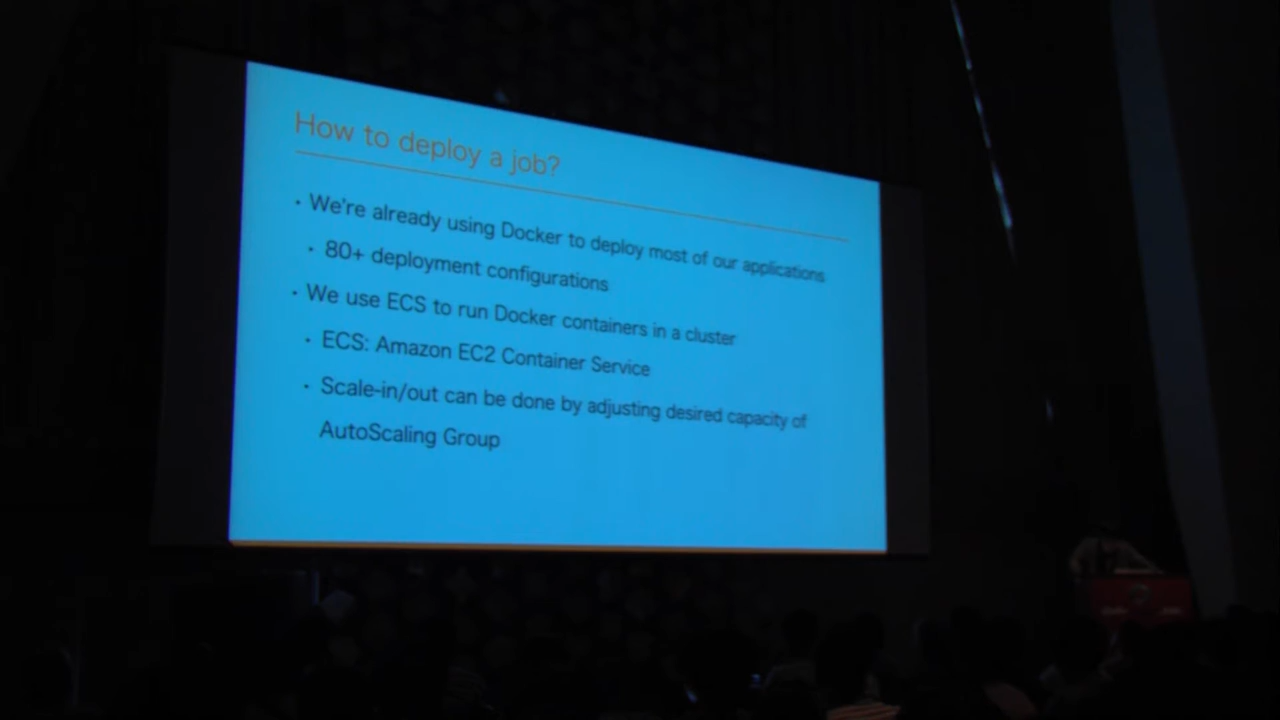 How to deploy a job?
· We're already using Docker to deploy most of our applications
· 80+ deployment configurations
· We use ECS to run Docker containers in a cluster
· ECS: Amazon EC2 Container Service
· Scale-in/out can be done by adjusting desired capacity of
AutoScaling Group